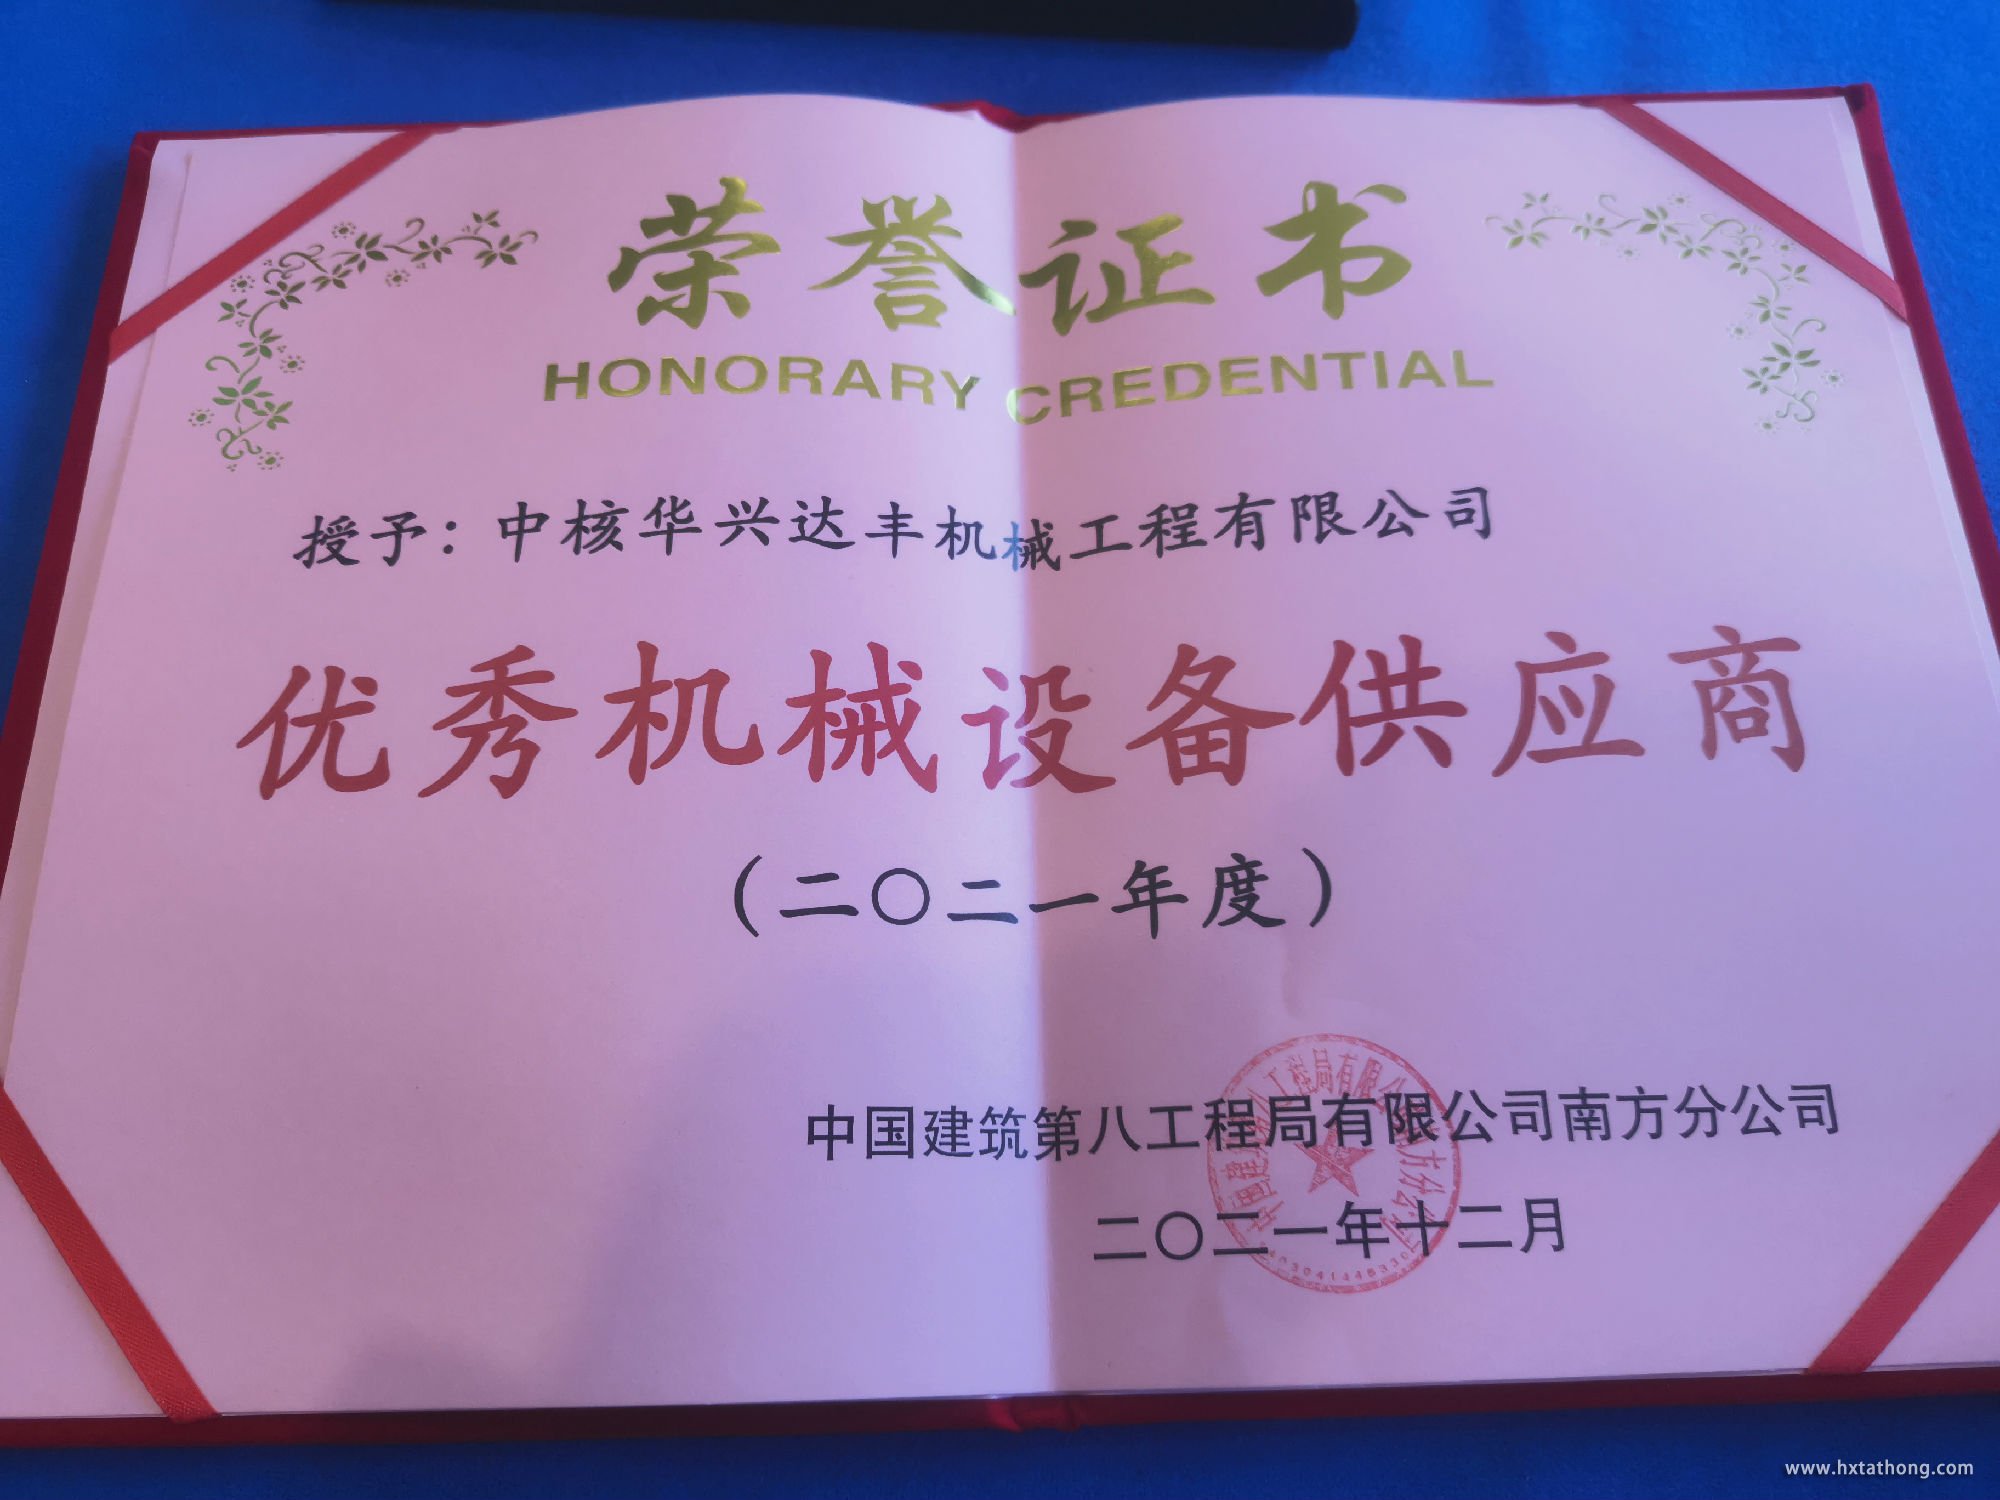 荣誉证书
HONORARY CREDENTIAL
授予：中核华兴达丰机械工程有限公司
优秀机械设备供应商
（二〇二一年度）
中国建筑第八工程局有限公司南方分公司
二〇二一年十二月
www.hxtathong.com